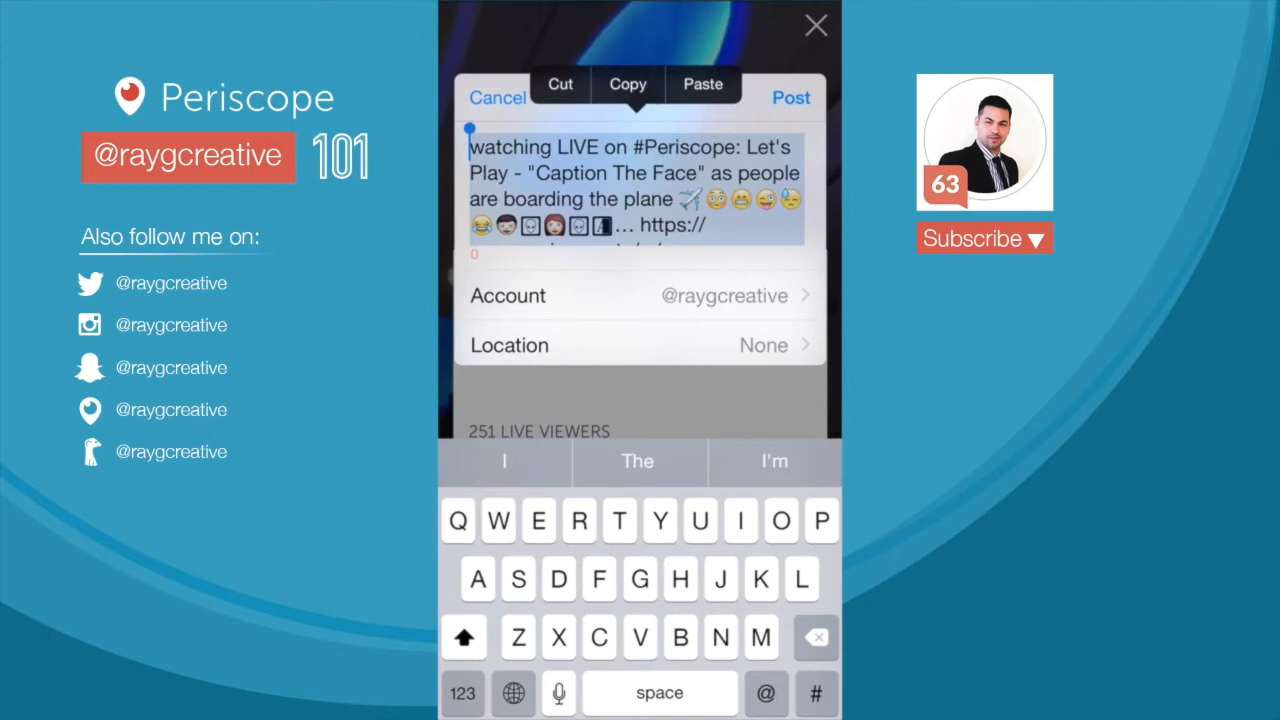 Periscope
@raygcreative 101
Also follow me on:
@raygcreative
@raygcreative
@raygcreative
@raygcreative
@raygcreative
Cut Copy Paste
Cancel Post
watching LIVE on #Periscope: Let's
Play - "Caption The Face" as people
are boarding the plane ✈️😳😁😜😓
😂… https://
0
Account @raygcreative
Location None
251 LIVE VIEWERS
I The I'm
Q W E R T Y U I O P
A S D F G H J K L
Z X C V B N M
123 space @ #
63
Subscribe ▼